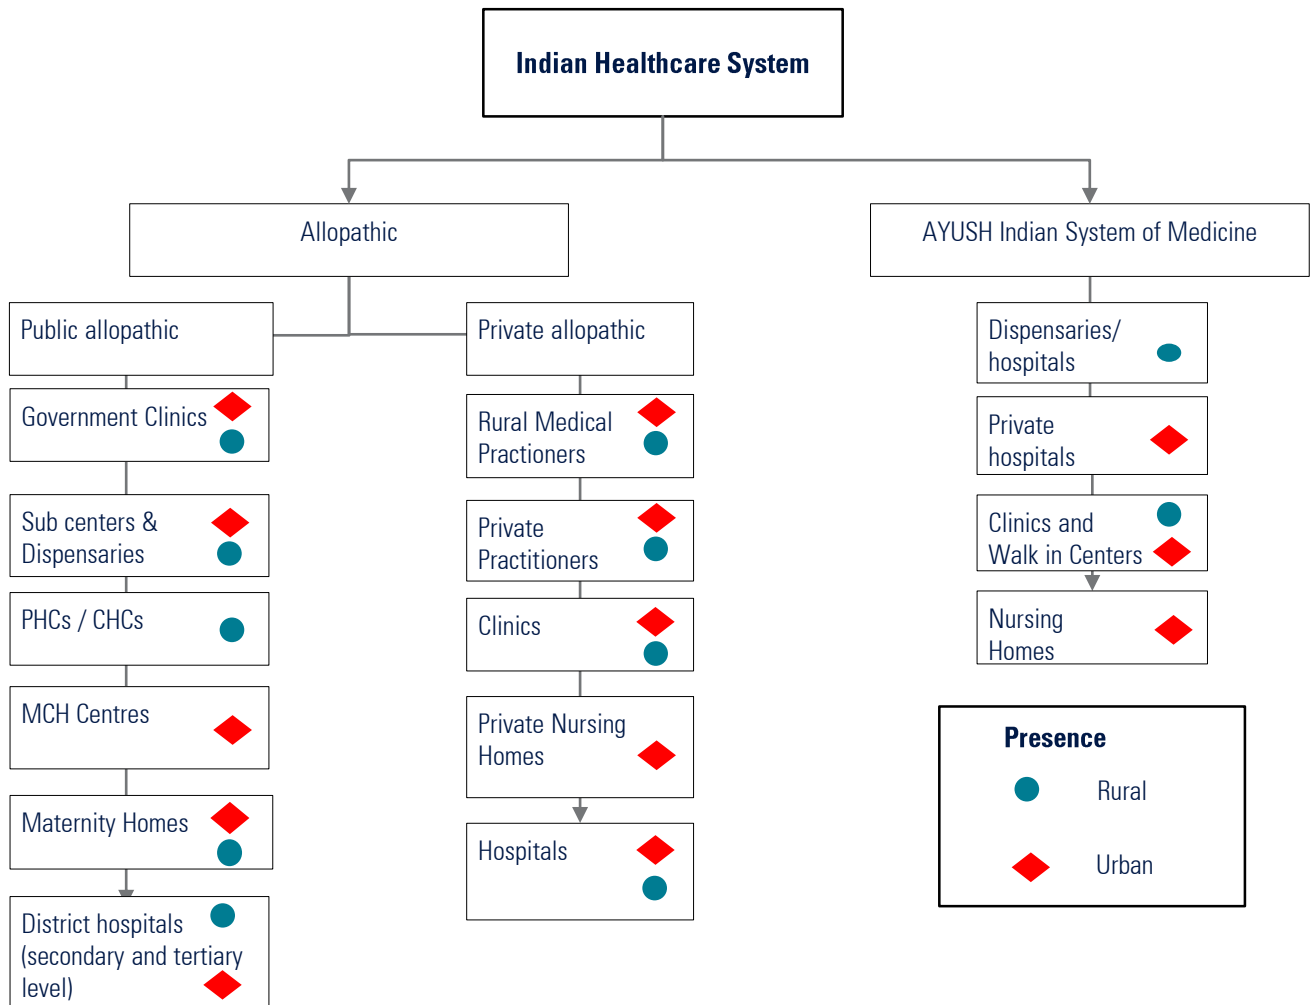 Indian Healthcare System
Allopathic
AYUSH Indian System of Medicine
Public allopathic
Government Clinics
Sub centers &
Dispensaries
PHCs / CHCs
MCH Centres
Maternity Homes
District hospitals
(secondary and tertiary
level)
Private allopathic
Rural Medical
Practioners
Private
Practitioners
Clinics
Private Nursing
Homes
Hospitals
Dispensaries/
hospitals
Private
hospitals
Clinics and
Walk in Centers
Nursing
Homes
Presence
Rural
Urban